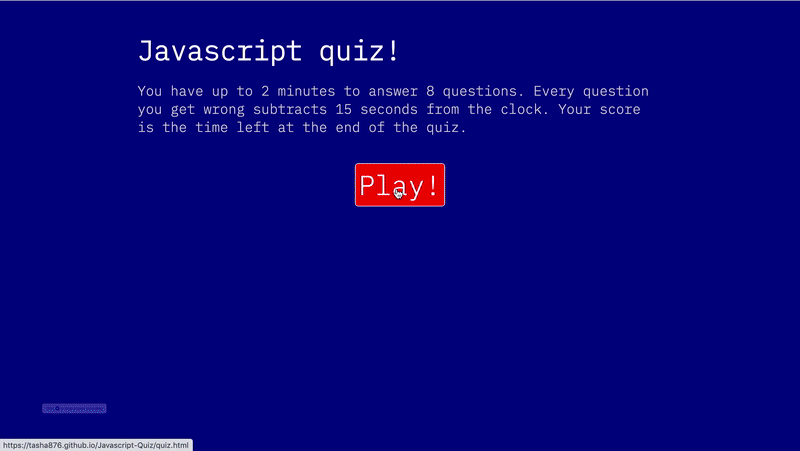 Javascript quiz!
You have up to 2 minutes to answer 8 questions. Every question
you get wrong subtracts 15 seconds from the clock. Your score
is the time left at the end of the quiz.
Play!
https://tasha876.github.io/Javascript-Quiz/quiz.html